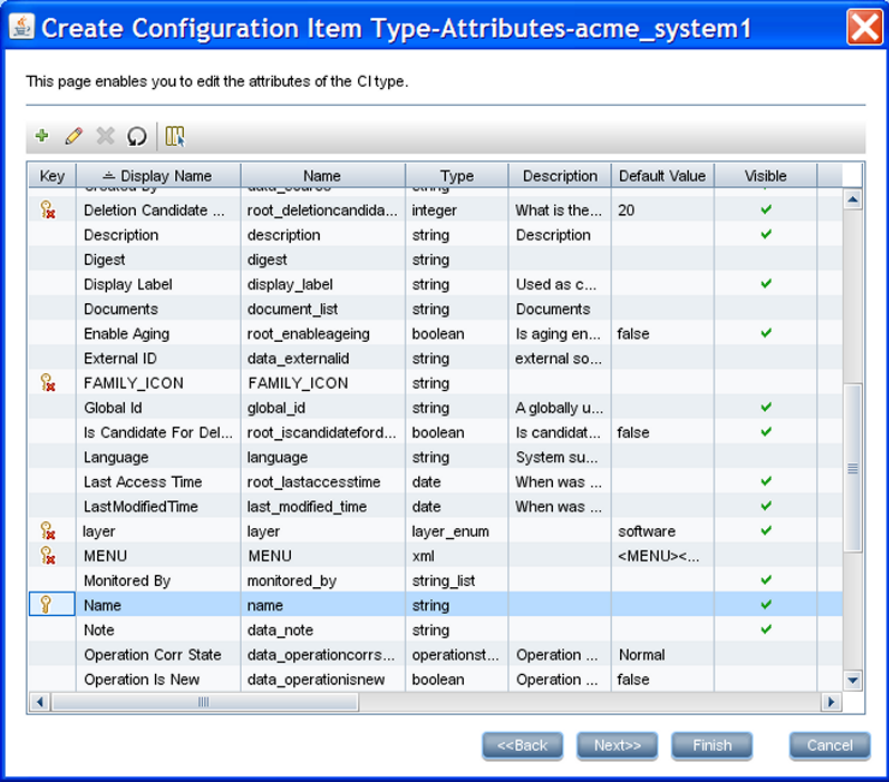 Create Configuration Item Type-Attributes-acme_system1
This page enables you to edit the attributes of the CI type.
Key Display Name Name Type Description Default Value Visible
Created By data_source string
Deletion Candidate ... root_deletioncandida... integer What is the... 20
Description description string Description
Digest digest string
Display Label display_label string Used as c...
Documents document_list string Documents
Enable Aging root_enableageing boolean Is aging en... false
External ID data_externalid string external so...
FAMILY_ICON FAMILY_ICON string
Global Id global_id string A globally u...
Is Candidate For Del... root_iscandidateford... boolean Is candidat... false
Language language string System su...
Last Access Time root_lastaccesstime date When was ...
LastModifiedTime last_modified_time date When was ...
layer layer layer_enum software
MENU MENU xml <MENU><...
Monitored By monitored_by string_list
Name name string
Note data_note string
Operation Corr State data_operationcorrs... operationst... Operation ... Normal
Operation Is New data_operationisnew boolean Operation ... false
<<Back Next>> Finish Cancel